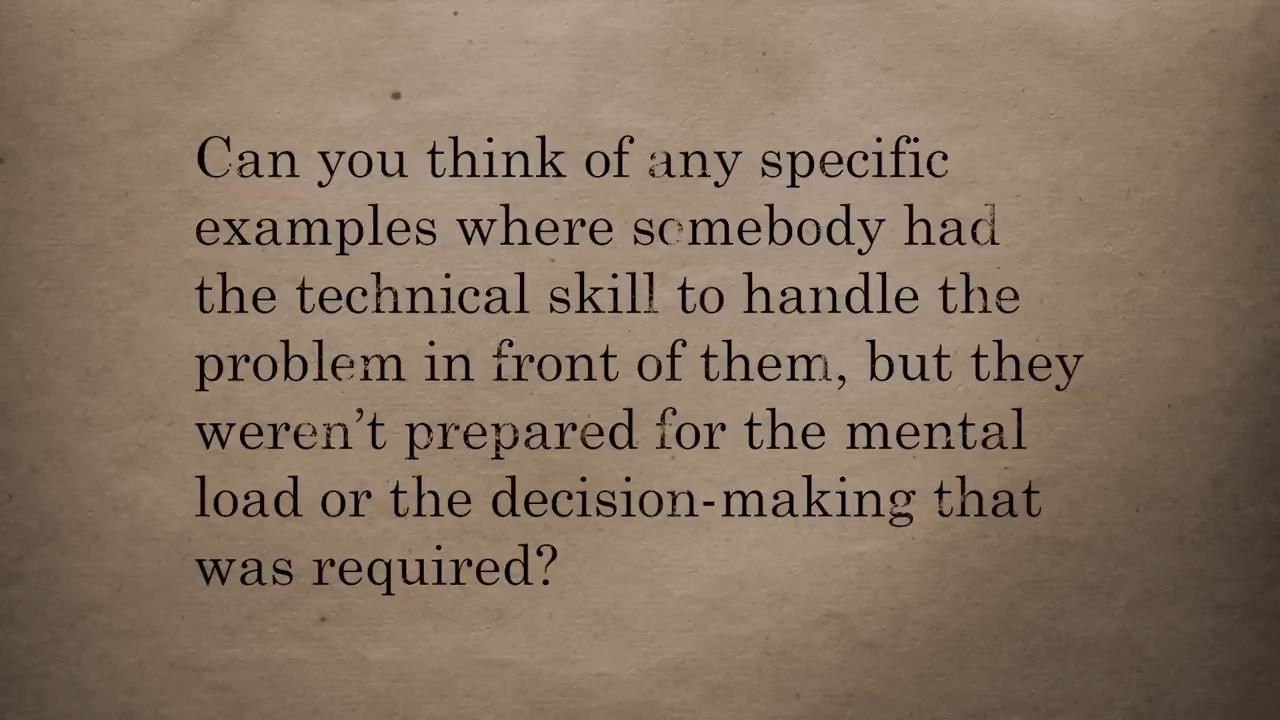 Can you think of any specific
examples where somebody had
the technical skill to handle the
problem in front of them, but they
weren’t prepared for the mental
load or the decision-making that
was required?